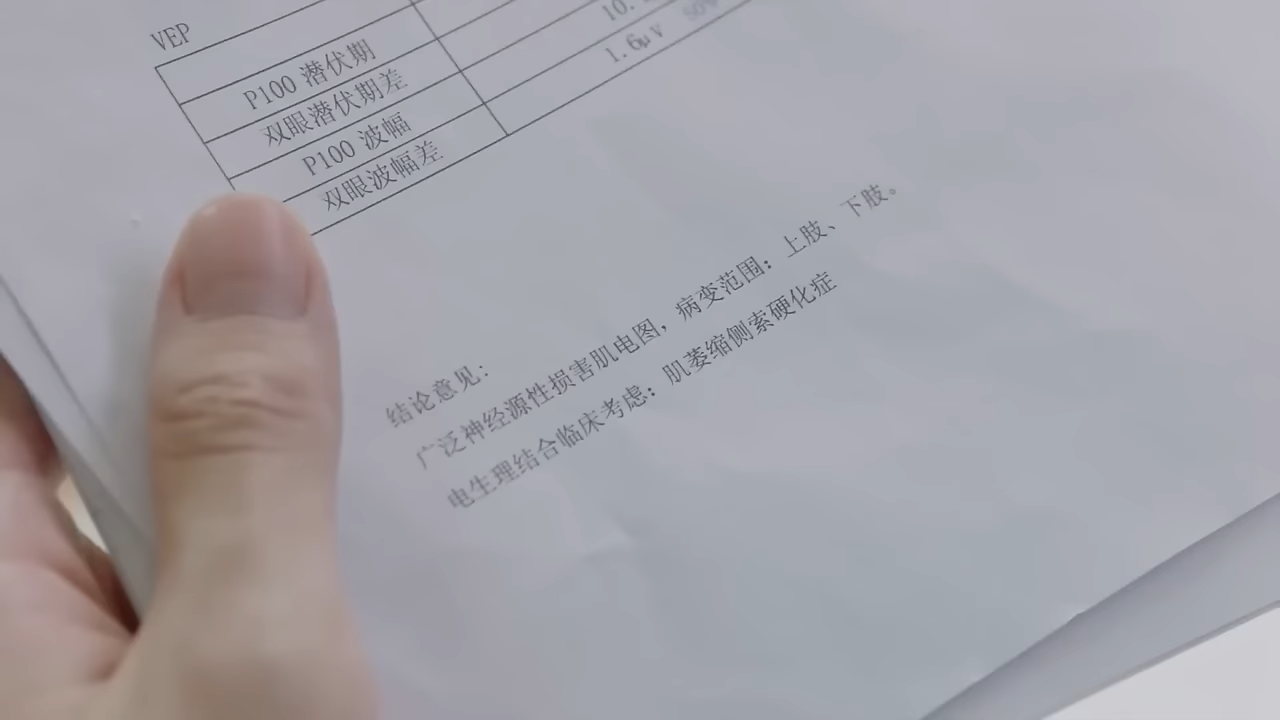 VEP
P100 潜伏期
双眼潜伏期差
P100 波幅 10.
双眼波幅差 1.6μV
结论意见:
广泛神经源性损害肌电图，病变范围：上肢、下肢。
电生理结合临床考虑：肌萎缩侧索硬化症